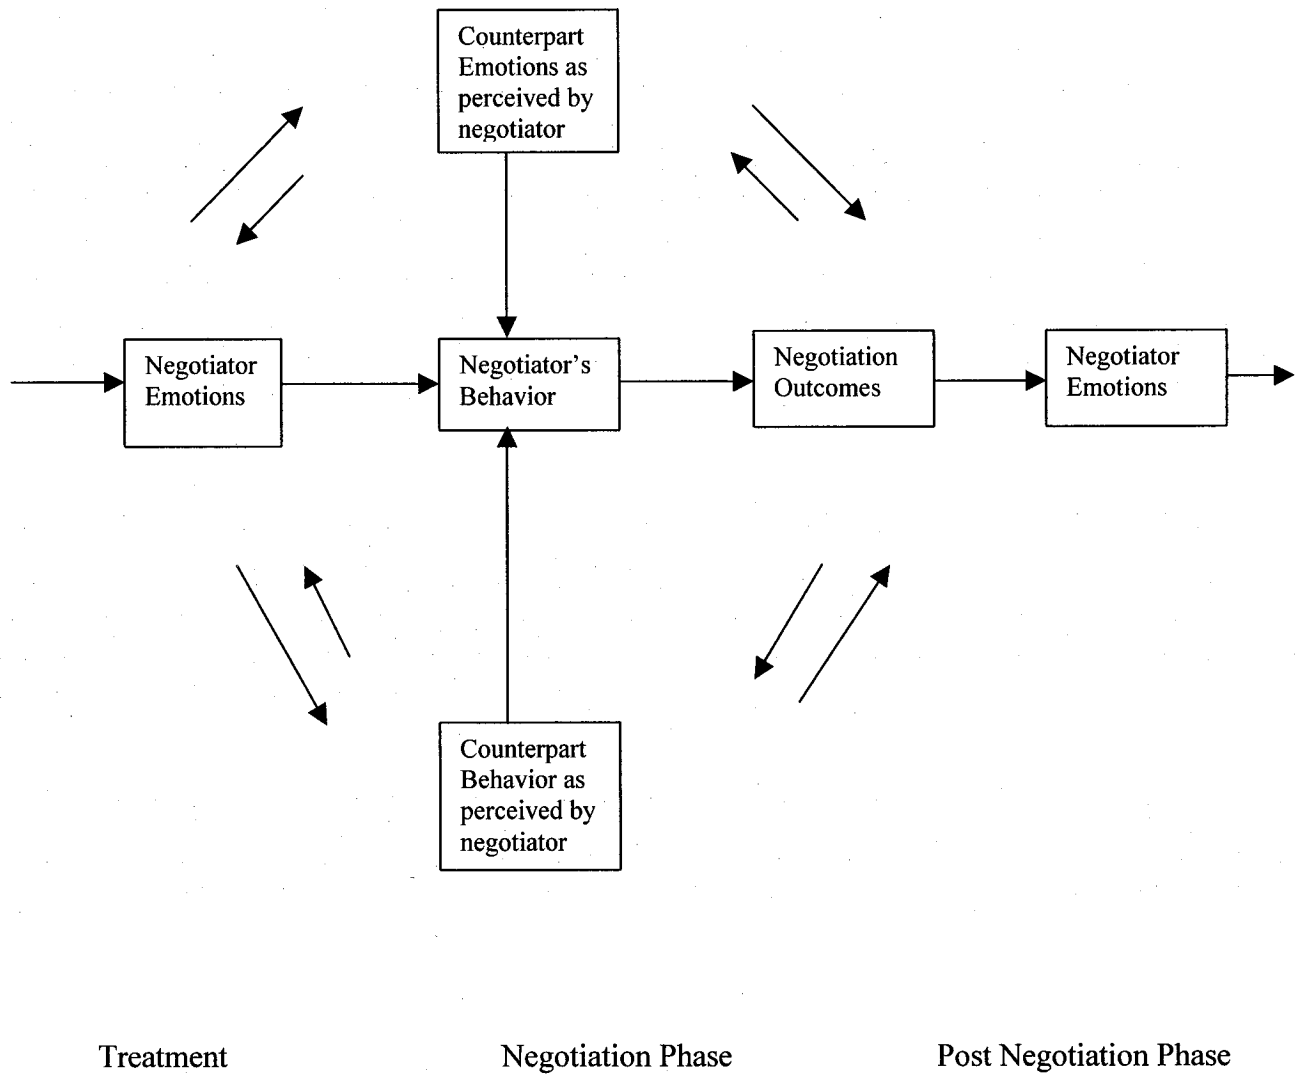 Counterpart
Emotions as
perceived by
negotiator
Negotiator
Emotions
Negotiator’s
Behavior
Negotiation
Outcomes
Negotiator
Emotions
Counterpart
Behavior as
perceived by
negotiator
Treatment
Negotiation Phase
Post Negotiation Phase